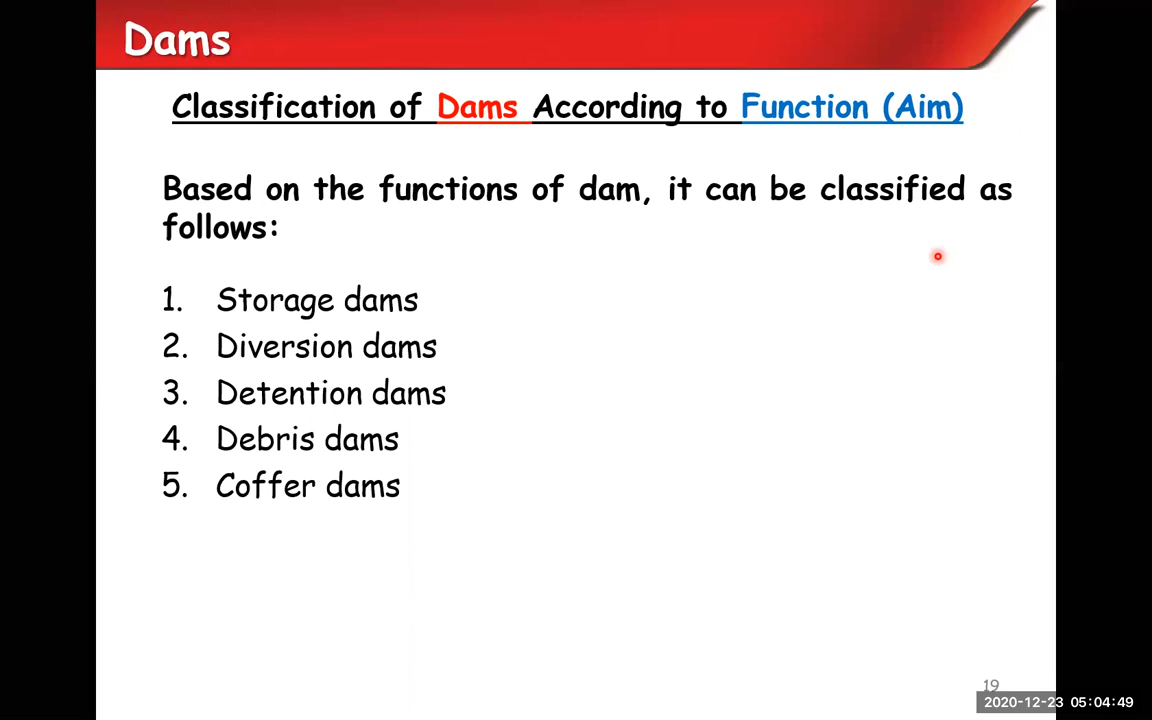 Dams
Classification of Dams According to Function (Aim)
Based on the functions of dam, it can be classified as
follows:
1. Storage dams
2. Diversion dams
3. Detention dams
4. Debris dams
5. Coffer dams
19
2020-12-23 05:04:49